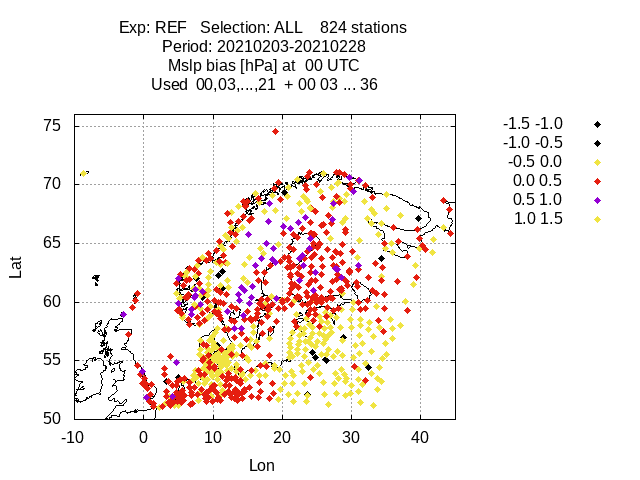 Exp: REF   Selection: ALL    824 stations
Period: 20210203-20210228
Mslp bias [hPa] at  00 UTC
Used  00,03,...,21  + 00 03 ... 36
-1.5 -1.0
-1.0 -0.5
-0.5 0.0
0.0 0.5
0.5 1.0
1.0 1.5
75
70
65
60
55
50
Lat
-10 0 10 20 30 40
Lon